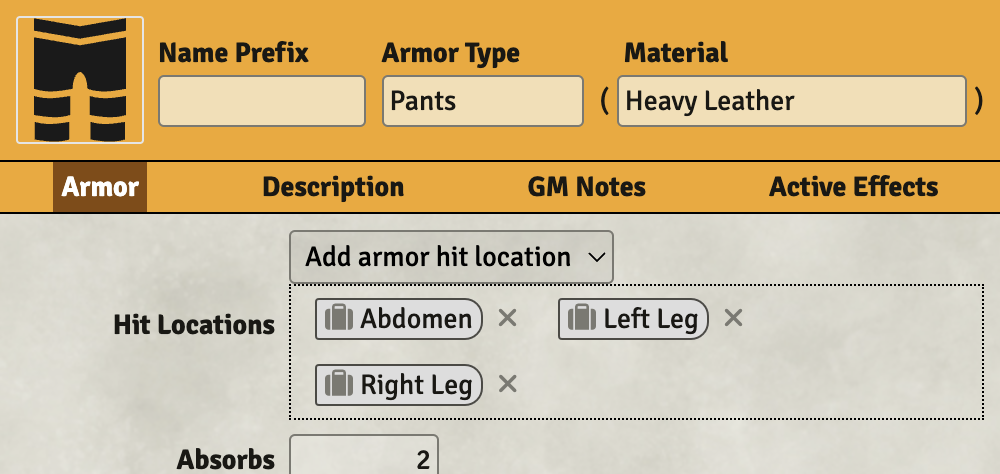 Name Prefix Armor Type Material
Pants ( Heavy Leather )
Armor Description GM Notes Active Effects
Add armor hit location
Hit Locations Abdomen × Left Leg ×
Right Leg ×
Absorbs 2